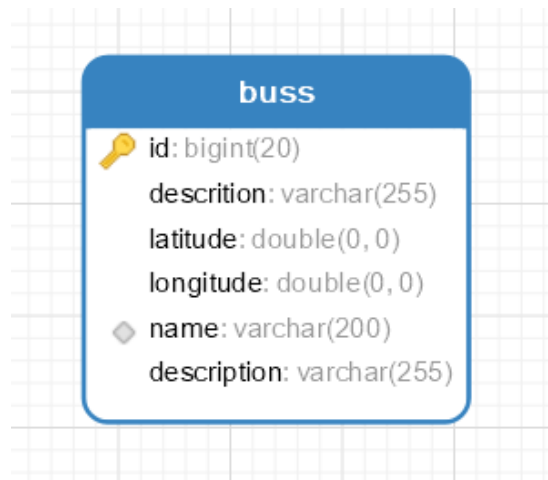 buss
id: bigint(20)
descrition: varchar(255)
latitude: double(0, 0)
longitude: double(0, 0)
name: varchar(200)
description: varchar(255)